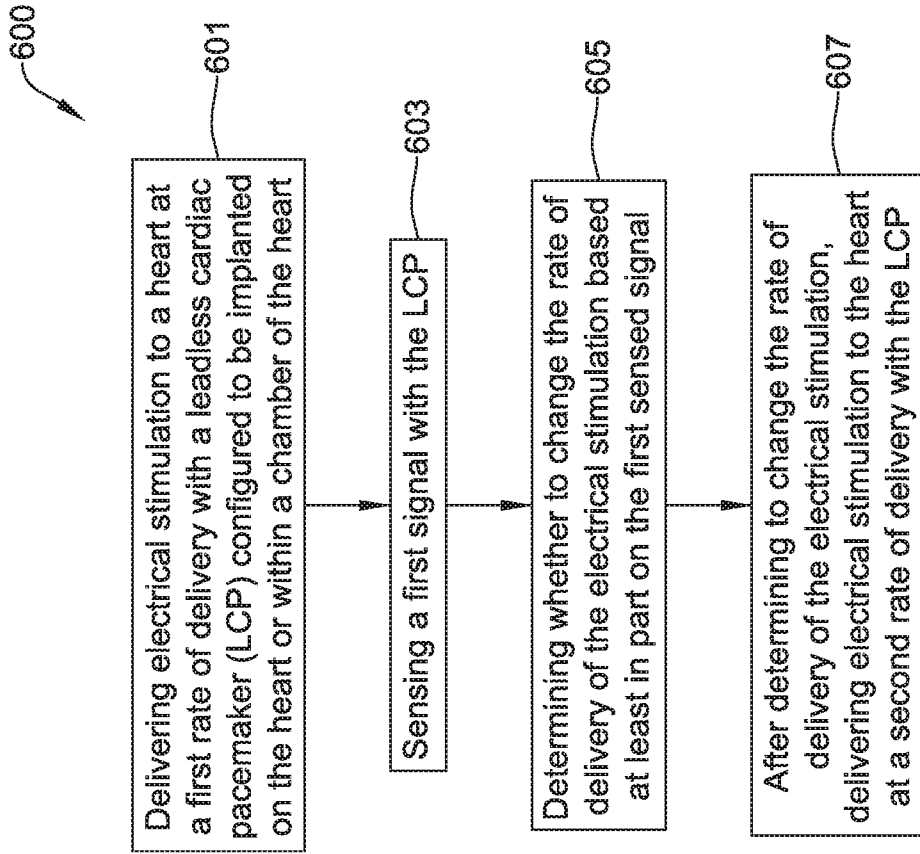 600
Delivering electrical stimulation to a heart at
a first rate of delivery with a leadless cardiac
pacemaker (LCP) configured to be implanted
on the heart or within a chamber of the heart
601
Sensing a first signal with the LCP
603
Determining whether to change the rate of
delivery of the electrical stimulation based
at least in part on the first sensed signal
605
After determining to change the rate of
delivery of the electrical stimulation,
delivering electrical stimulation to the heart
at a second rate of delivery with the LCP
607